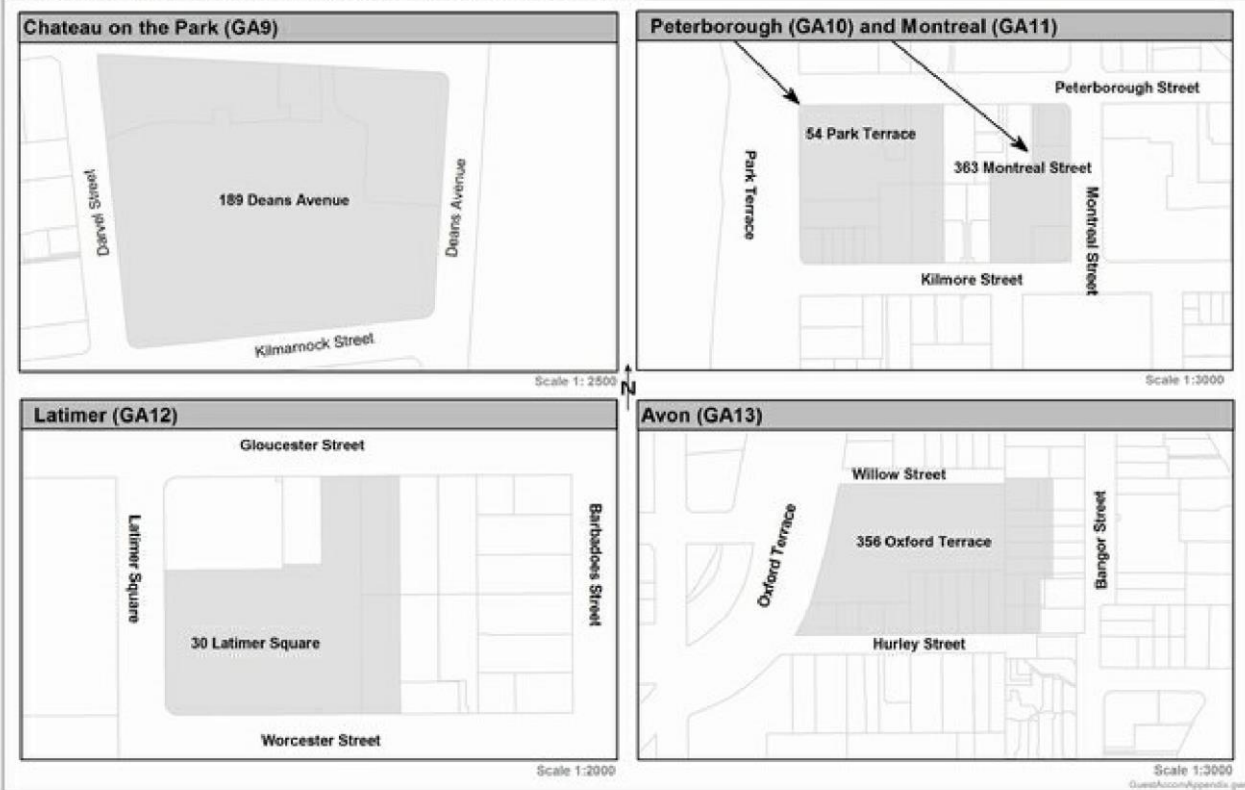 Chateau on the Park (GA9)
Darvel Street
189 Deans Avenue
Deans Avenue
Kilmarnock Street
Scale 1: 2500
Peterborough (GA10) and Montreal (GA11)
Peterborough Street
54 Park Terrace
Park Terrace
363 Montreal Street
Montreal Street
Kilmore Street
Scale 1:3000
N
Latimer (GA12)
Gloucester Street
Latimer Square
Barbadoes Street
30 Latimer Square
Worcester Street
Scale 1:2000
Avon (GA13)
Willow Street
Oxford Terrace
356 Oxford Terrace
Bangor Street
Hurley Street
Scale 1:3000